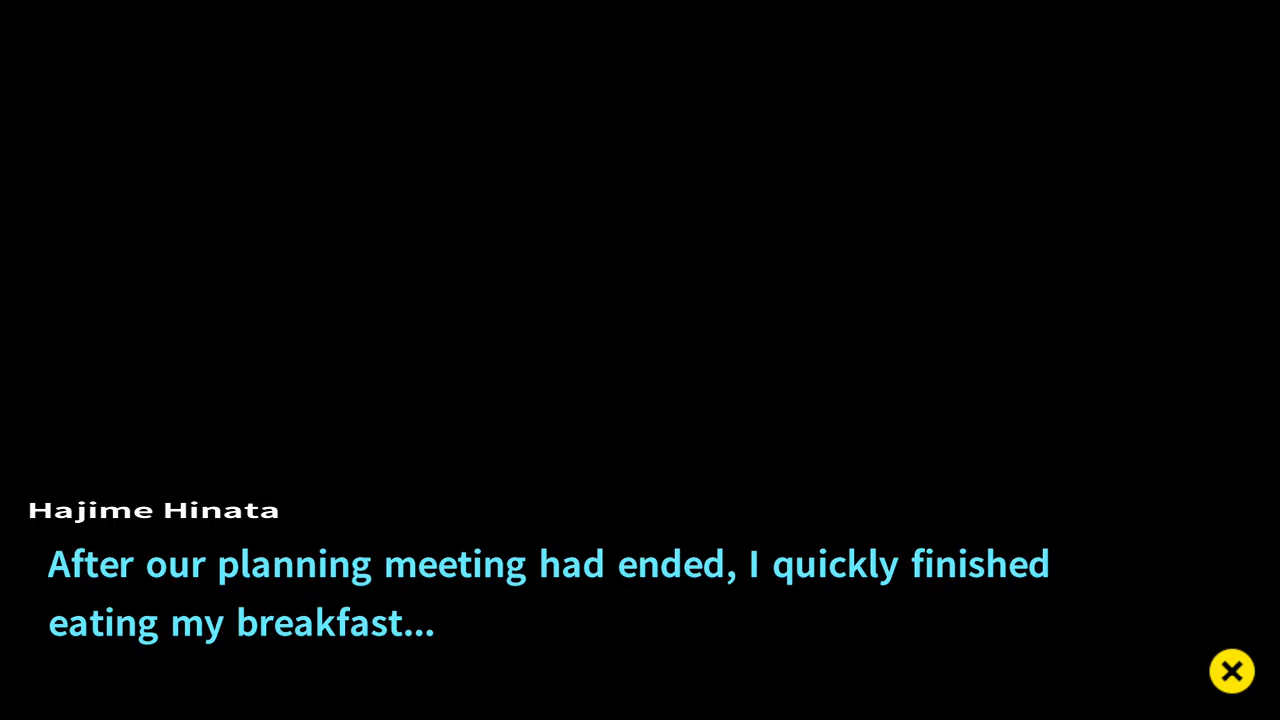 Hajime Hinata
After our planning meeting had ended, I quickly finished
eating my breakfast...